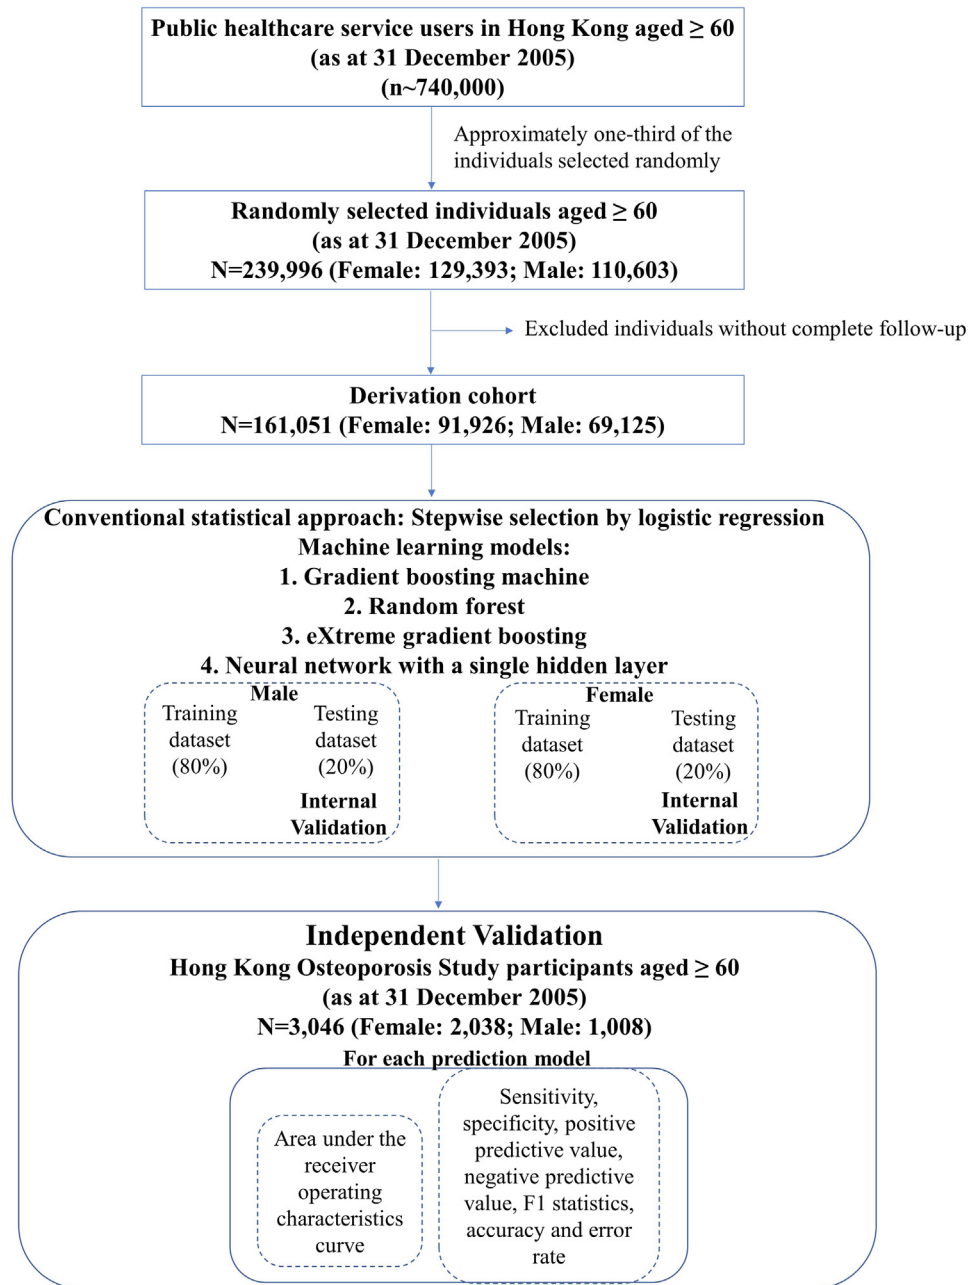 Public healthcare service users in Hong Kong aged ≥ 60
(as at 31 December 2005)
(n~740,000)
Approximately one-third of the
individuals selected randomly
Randomly selected individuals aged ≥ 60
(as at 31 December 2005)
N=239,996 (Female: 129,393; Male: 110,603)
Excluded individuals without complete follow-up
Derivation cohort
N=161,051 (Female: 91,926; Male: 69,125)
Conventional statistical approach: Stepwise selection by logistic regression
Machine learning models:
1. Gradient boosting machine
2. Random forest
3. eXtreme gradient boosting
4. Neural network with a single hidden layer
Male
Training
dataset
(80%)
Testing
dataset
(20%)
Internal
Validation
Female
Training
dataset
(80%)
Testing
dataset
(20%)
Internal
Validation
Independent Validation
Hong Kong Osteoporosis Study participants aged ≥ 60
(as at 31 December 2005)
N=3,046 (Female: 2,038; Male: 1,008)
For each prediction model
Area under the
receiver
operating
characteristics
curve
Sensitivity,
specificity, positive
predictive value,
negative predictive
value, F1 statistics,
accuracy and error
rate